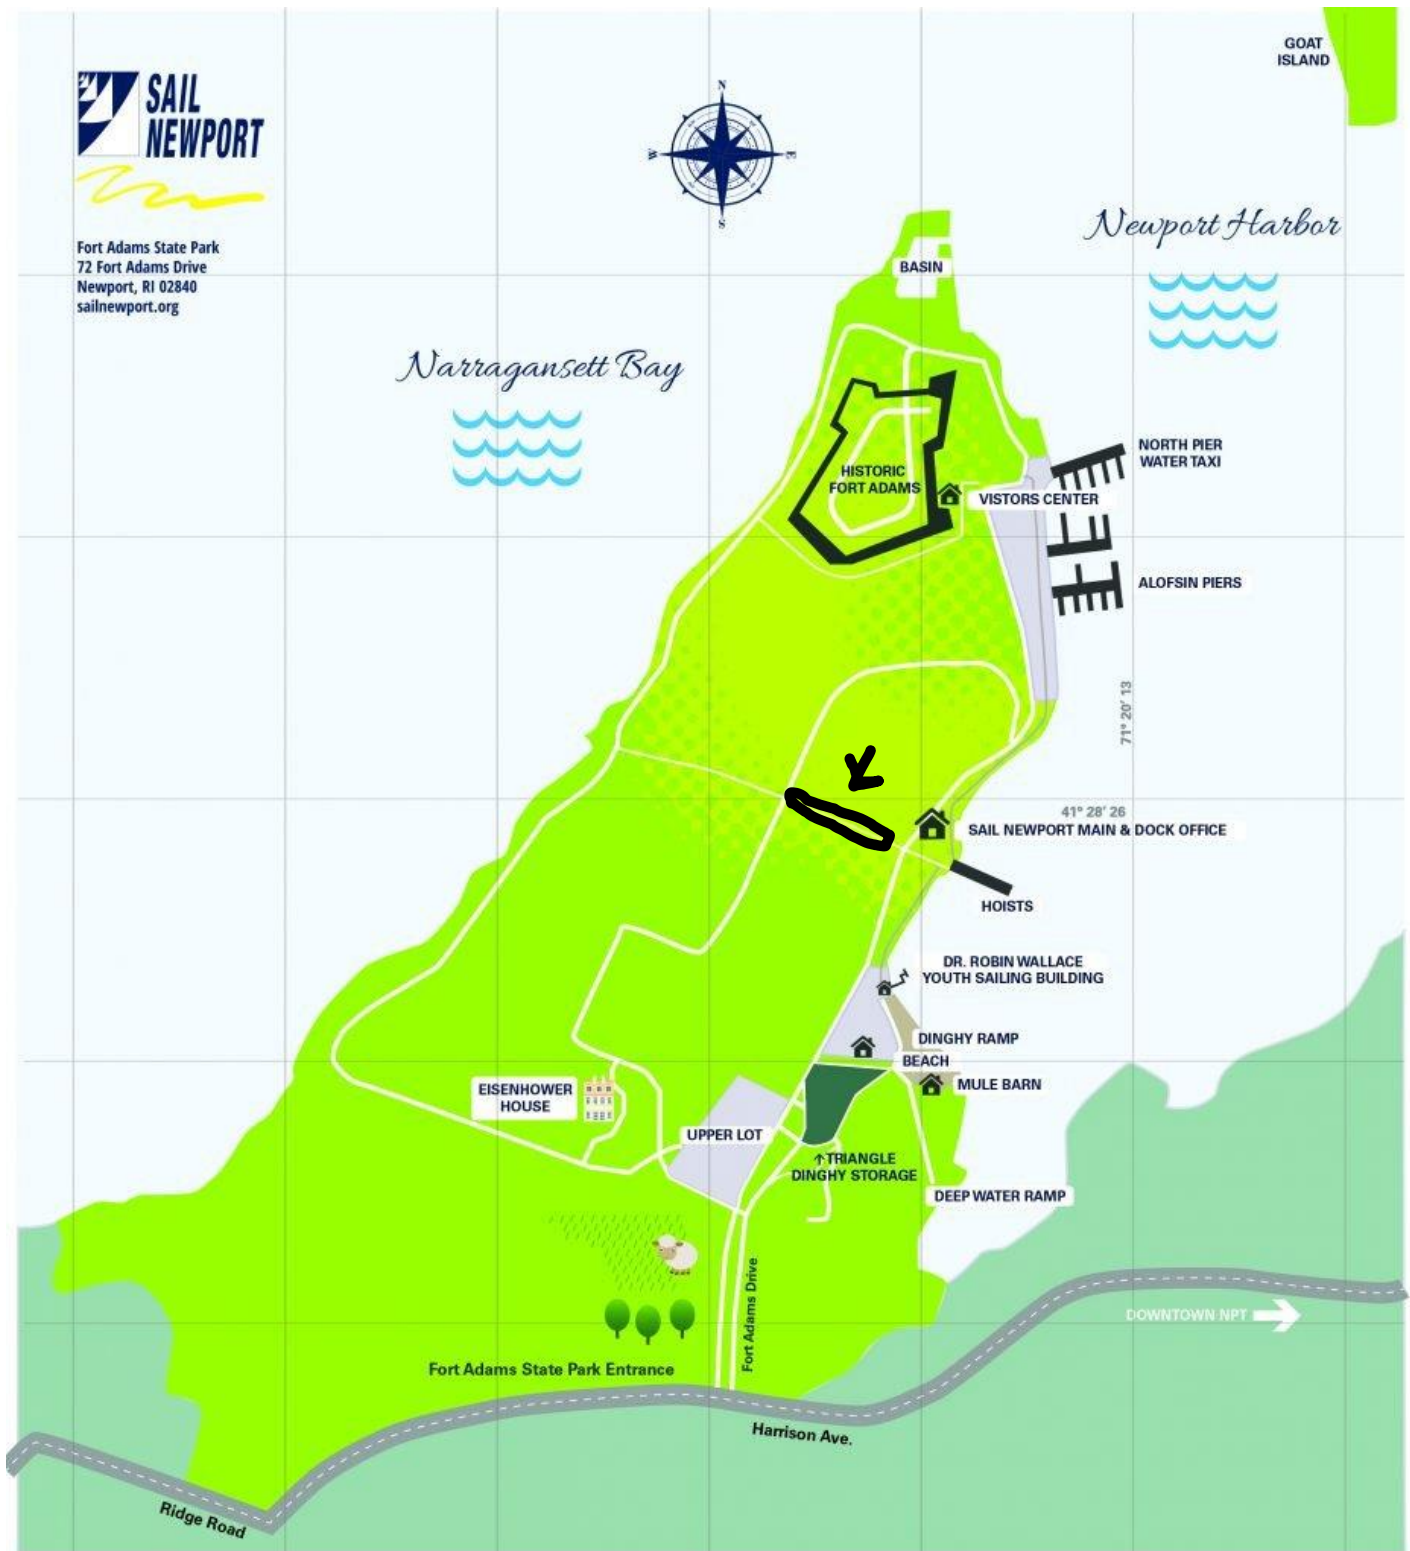 GOAT
ISLAND
SAIL
NEWPORT
N
W
E
S
Newport Harbor
Fort Adams State Park
72 Fort Adams Drive
Newport, RI 02840
sailnewport.org
BASIN
Narragansett Bay
NORTH PIER
WATER TAXI
HISTORIC
FORT ADAMS
VISTORS CENTER
ALOFSIN PIERS
71° 20' 13
41° 28' 26
SAIL NEWPORT MAIN & DOCK OFFICE
HOISTS
DR. ROBIN WALLACE
YOUTH SAILING BUILDING
DINGHY RAMP
BEACH
MULE BARN
EISENHOWER
HOUSE
UPPER LOT
↑TRIANGLE
DINGHY STORAGE
DEEP WATER RAMP
Fort Adams Drive
DOWNTOWN NPT
Fort Adams State Park Entrance
Harrison Ave.
Ridge Road